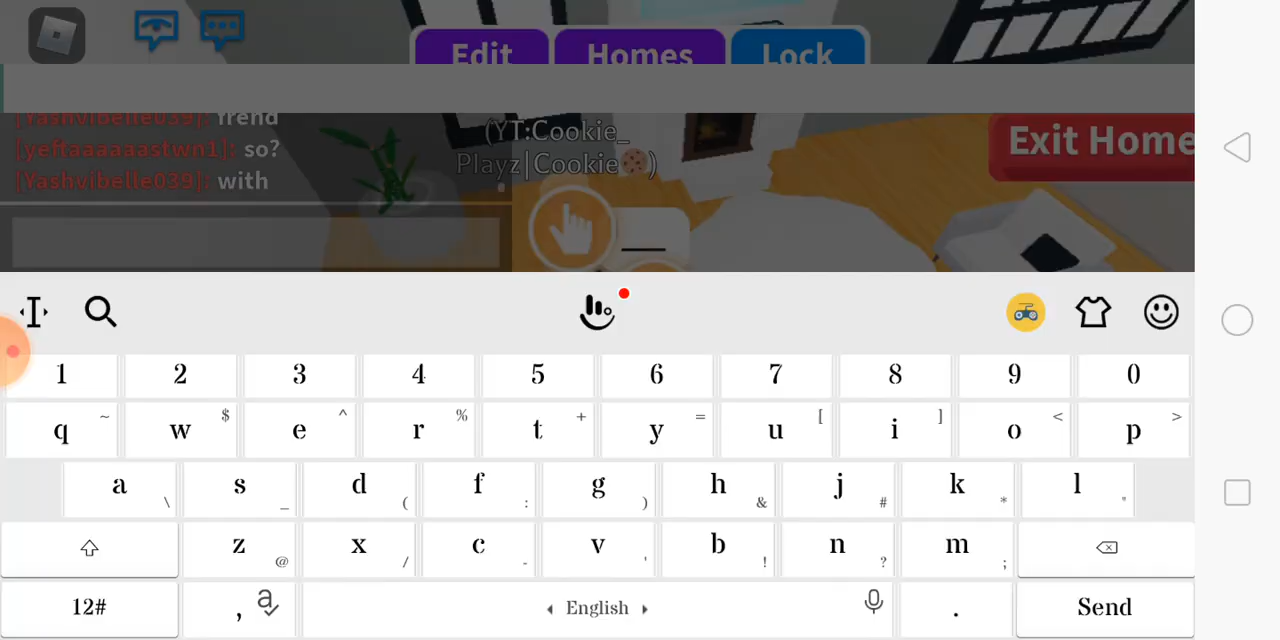 Edit Homes Lock
[Yashvibelle039]: frend
[yeftaaaaaastwn1]: so?
[Yashvibelle039]: with
(YT:Cookie_
Playz|Cookie🍪)
Exit Home
1 2 3 4 5 6 7 8 9 0
q ~ w $ e ^ r % t + y = u [ i ] o < p >
a \ s _ d ( f : g ) h & j # k * l "
z @ x / c - v ' b ! n ? m ;
12# , a English . Send